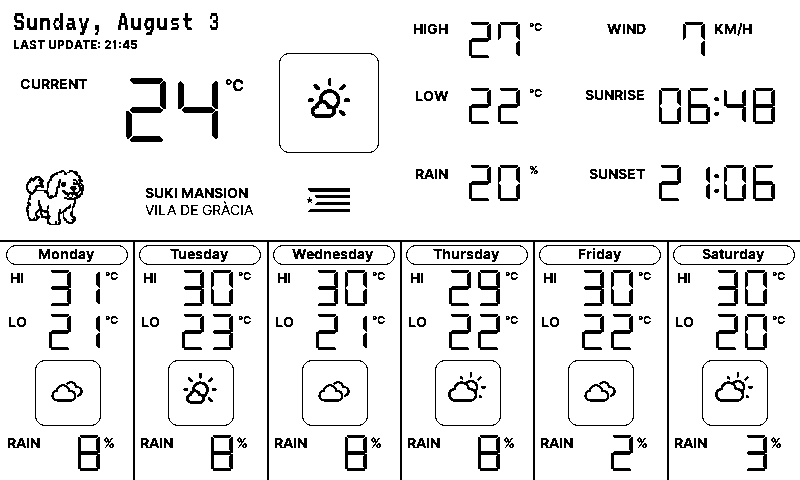 Sunday, August 3
LAST UPDATE: 21:45
CURRENT 24 °C
HIGH 27 °C
WIND 7 KM/H
LOW 22 °C
SUNRISE 06:48
RAIN 20 %
SUNSET 21:06
SUKI MANSION
VILA DE GRÀCIA
Monday
HI 31 °C
LO 21 °C
RAIN 8 %
Tuesday
HI 30 °C
LO 23 °C
RAIN 8 %
Wednesday
HI 30 °C
LO 21 °C
RAIN 8 %
Thursday
HI 29 °C
LO 22 °C
RAIN 8 %
Friday
HI 30 °C
LO 22 °C
RAIN 2 %
Saturday
HI 30 °C
LO 20 °C
RAIN 3 %